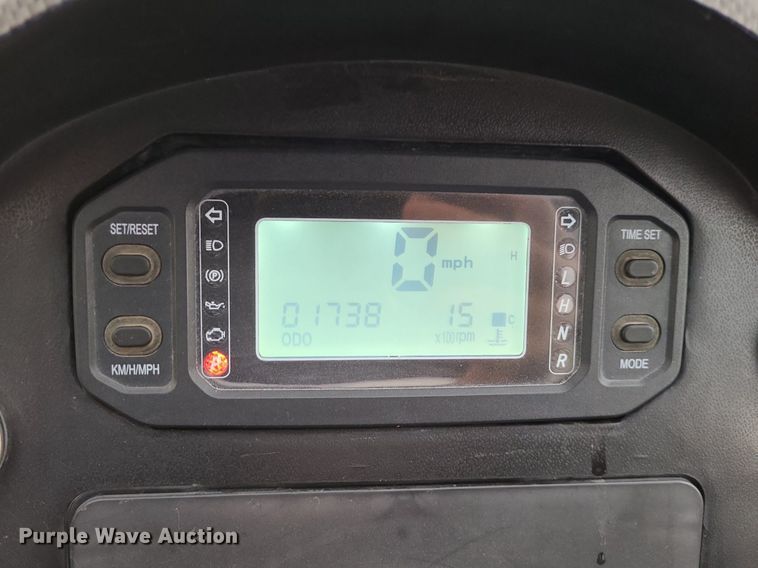 SET/RESET
TIME SET
0 mph
H
L
H
N
R
01738
15
C
ODO
x100rpm
KM/H/MPH
MODE
Purple Wave Auction